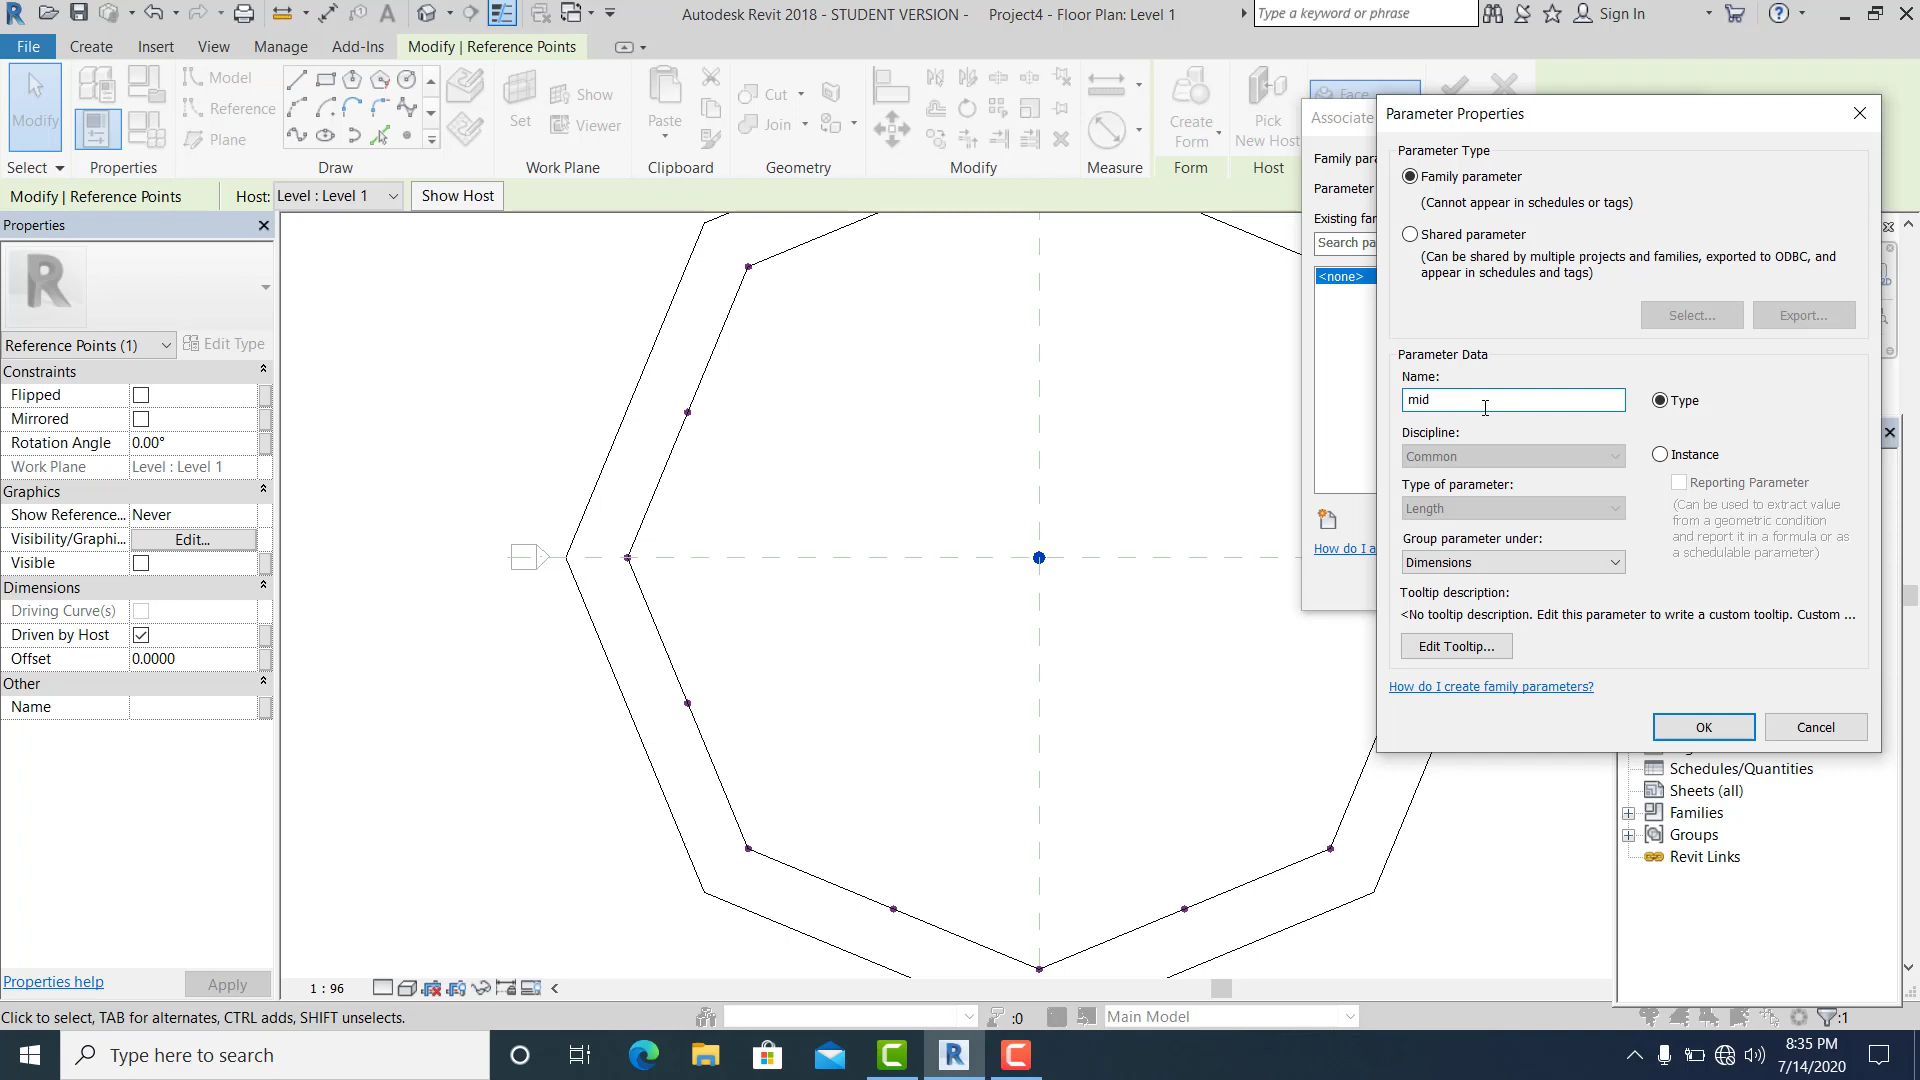 Autodesk Revit 2018 - STUDENT VERSION - Project4 - Floor Plan: Level 1
Type a keyword or phrase
Sign In
File Create Insert View Manage Add-Ins Modify | Reference Points
Modify
Model
Reference
Plane
Set
Show
Viewer
Paste
Cut
Join
Create
Form
Pick
New Host
Face
Select Properties Draw Work Plane Clipboard Geometry Modify Measure Form Host
Modify | Reference Points Host: Level : Level 1 Show Host
Properties
Reference Points (1) Edit Type
Constraints
Flipped
Mirrored
Rotation Angle 0.00°
Work Plane Level : Level 1
Graphics
Show Reference... Never
Visibility/Graphi... Edit...
Visible
Dimensions
Driving Curve(s)
Driven by Host
Offset 0.0000
Other
Name
Properties help Apply
Associate
Family par
Parameter
Existing far
Search pa
<none>
How do I a
Parameter Properties
Parameter Type
Family parameter
(Cannot appear in schedules or tags)
Shared parameter
(Can be shared by multiple projects and families, exported to ODBC, and
appear in schedules and tags)
Select... Export...
Parameter Data
Name:
mid
Type
Discipline:
Common
Instance
Type of parameter:
Length
Reporting Parameter
(Can be used to extract value
from a geometric condition
and report it in a formula or as
a schedulable parameter)
Group parameter under:
Dimensions
Tooltip description:
<No tooltip description. Edit this parameter to write a custom tooltip. Custom ...
Edit Tooltip...
How do I create family parameters?
OK Cancel
Schedules/Quantities
Sheets (all)
Families
Groups
Revit Links
1 : 96
Click to select, TAB for alternates, CTRL adds, SHIFT unselects.
:0
Main Model
:1
Type here to search
8:35 PM
7/14/2020